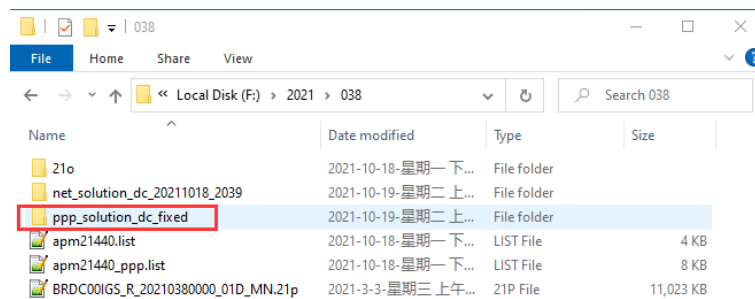 038
File Home Share View
« Local Disk (F:) › 2021 › 038 Search 038
Name Date modified Type Size
21o 2021-10-18-星期一 下... File folder
net_solution_dc_20211018_2039 2021-10-19-星期二 上... File folder
ppp_solution_dc_fixed 2021-10-19-星期二 上... File folder
apm21440.list 2021-10-18-星期一 下... LIST File 4 KB
apm21440_ppp.list 2021-10-18-星期一 下... LIST File 8 KB
BRDC00IGS_R_20210380000_01D_MN.21p 2021-3-3-星期三 上午... 21P File 11,023 KB